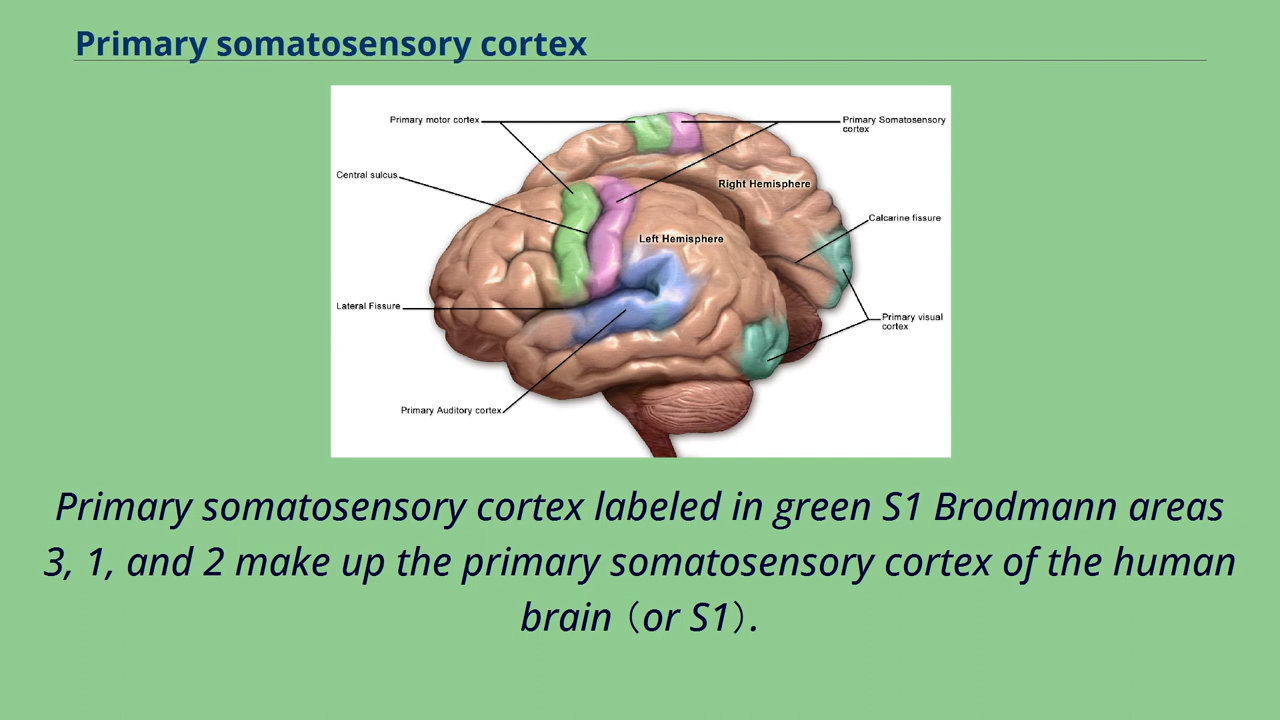 Primary somatosensory cortex
Primary motor cortex
Primary Somatosensory
cortex
Central sulcus
Right Hemisphere
Calcarine fissure
Left Hemisphere
Lateral Fissure
Primary visual
cortex
Primary Auditory cortex
Primary somatosensory cortex labeled in green S1 Brodmann areas
3, 1, and 2 make up the primary somatosensory cortex of the human
brain（or S1）.